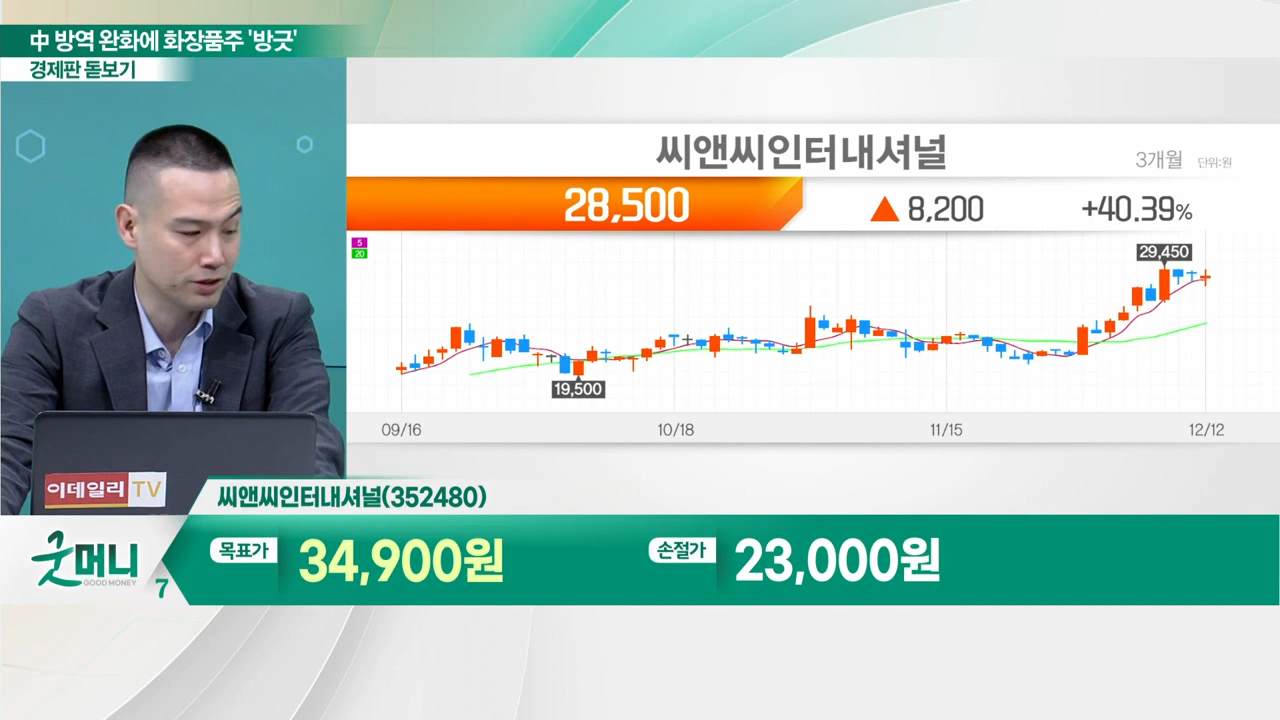 中 방역 완화에 화장품주 '방긋'
경제판 돋보기
씨앤씨인터내셔널
3개월 단위:원
28,500 ▲ 8,200 +40.39%
5
20
29,450
19,500
09/16 10/18 11/15 12/12
이데일리 TV
씨앤씨인터내셔널(352480)
굿머니
GOOD MONEY
7
목표가 34,900원 손절가 23,000원